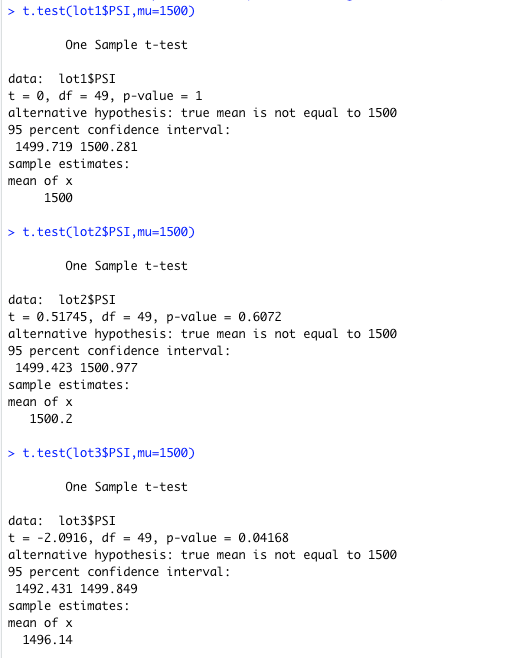 > t.test(lot1$PSI,mu=1500)
One Sample t-test
data:  lot1$PSI
t = 0, df = 49, p-value = 1
alternative hypothesis: true mean is not equal to 1500
95 percent confidence interval:
1499.719 1500.281
sample estimates:
mean of x
1500
> t.test(lot2$PSI,mu=1500)
One Sample t-test
data:  lot2$PSI
t = 0.51745, df = 49, p-value = 0.6072
alternative hypothesis: true mean is not equal to 1500
95 percent confidence interval:
1499.423 1500.977
sample estimates:
mean of x
1500.2
> t.test(lot3$PSI,mu=1500)
One Sample t-test
data:  lot3$PSI
t = -2.0916, df = 49, p-value = 0.04168
alternative hypothesis: true mean is not equal to 1500
95 percent confidence interval:
1492.431 1499.849
sample estimates:
mean of x
1496.14